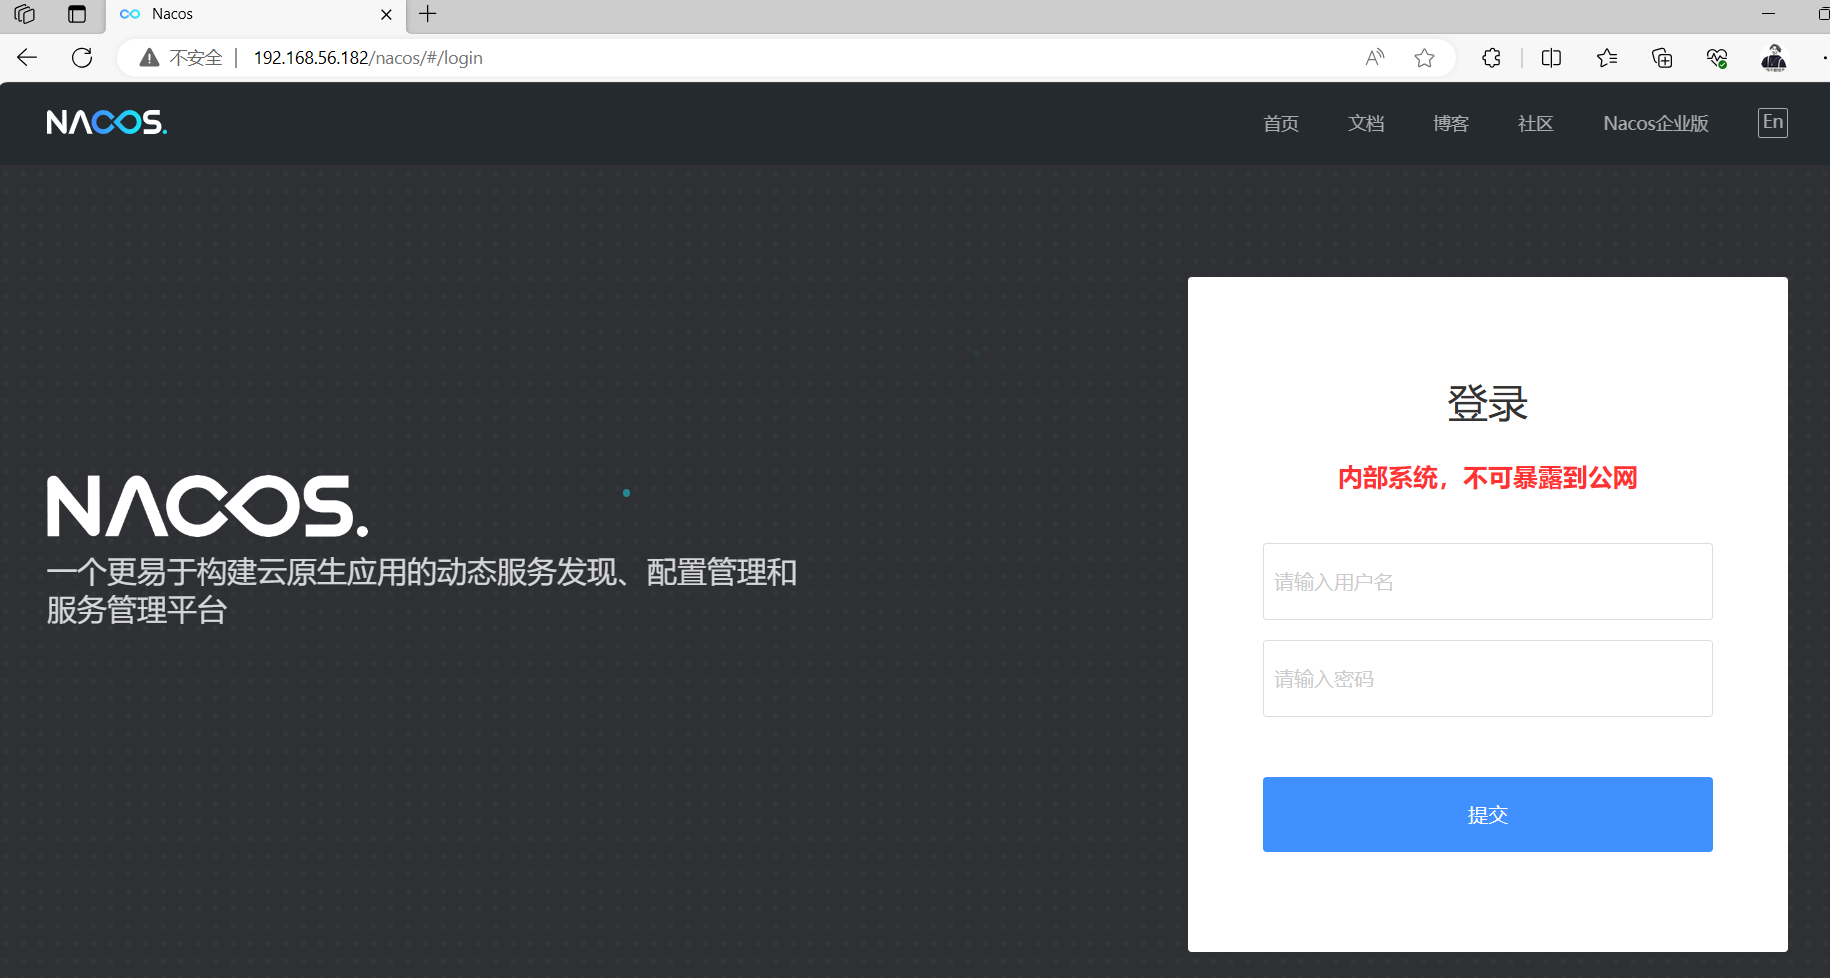 Nacos
不安全
192.168.56.182/nacos/#/login
NACOS.
首页
文档
博客
社区
Nacos企业版
En
登录
内部系统，不可暴露到公网
NACOS.
一个更易于构建云原生应用的动态服务发现、配置管理和
服务管理平台
请输入用户名
请输入密码
提交